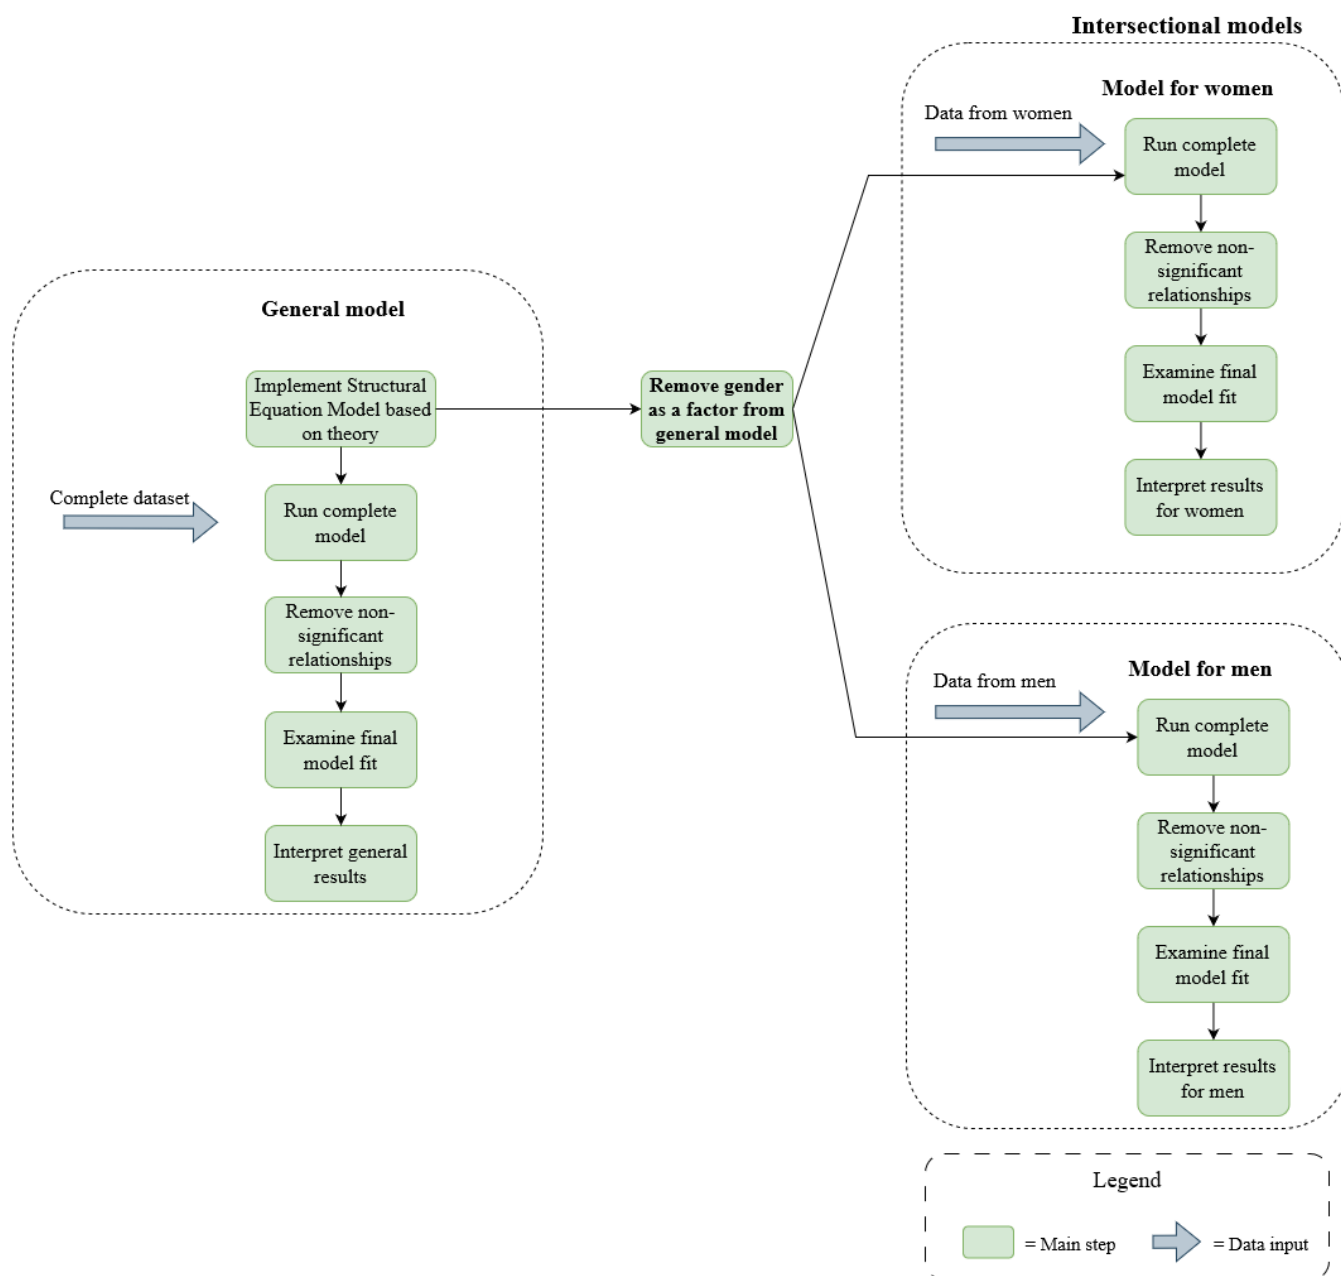 Intersectional models
Model for women
Data from women
Run complete
model
Remove non-
significant
relationships
Examine final
model fit
Interpret results
for women
General model
Implement Structural
Equation Model based
on theory
Complete dataset
Run complete
model
Remove non-
significant
relationships
Examine final
model fit
Interpret general
results
Remove gender
as a factor from
general model
Model for men
Data from men
Run complete
model
Remove non-
significant
relationships
Examine final
model fit
Interpret results
for men
Legend
= Main step
= Data input